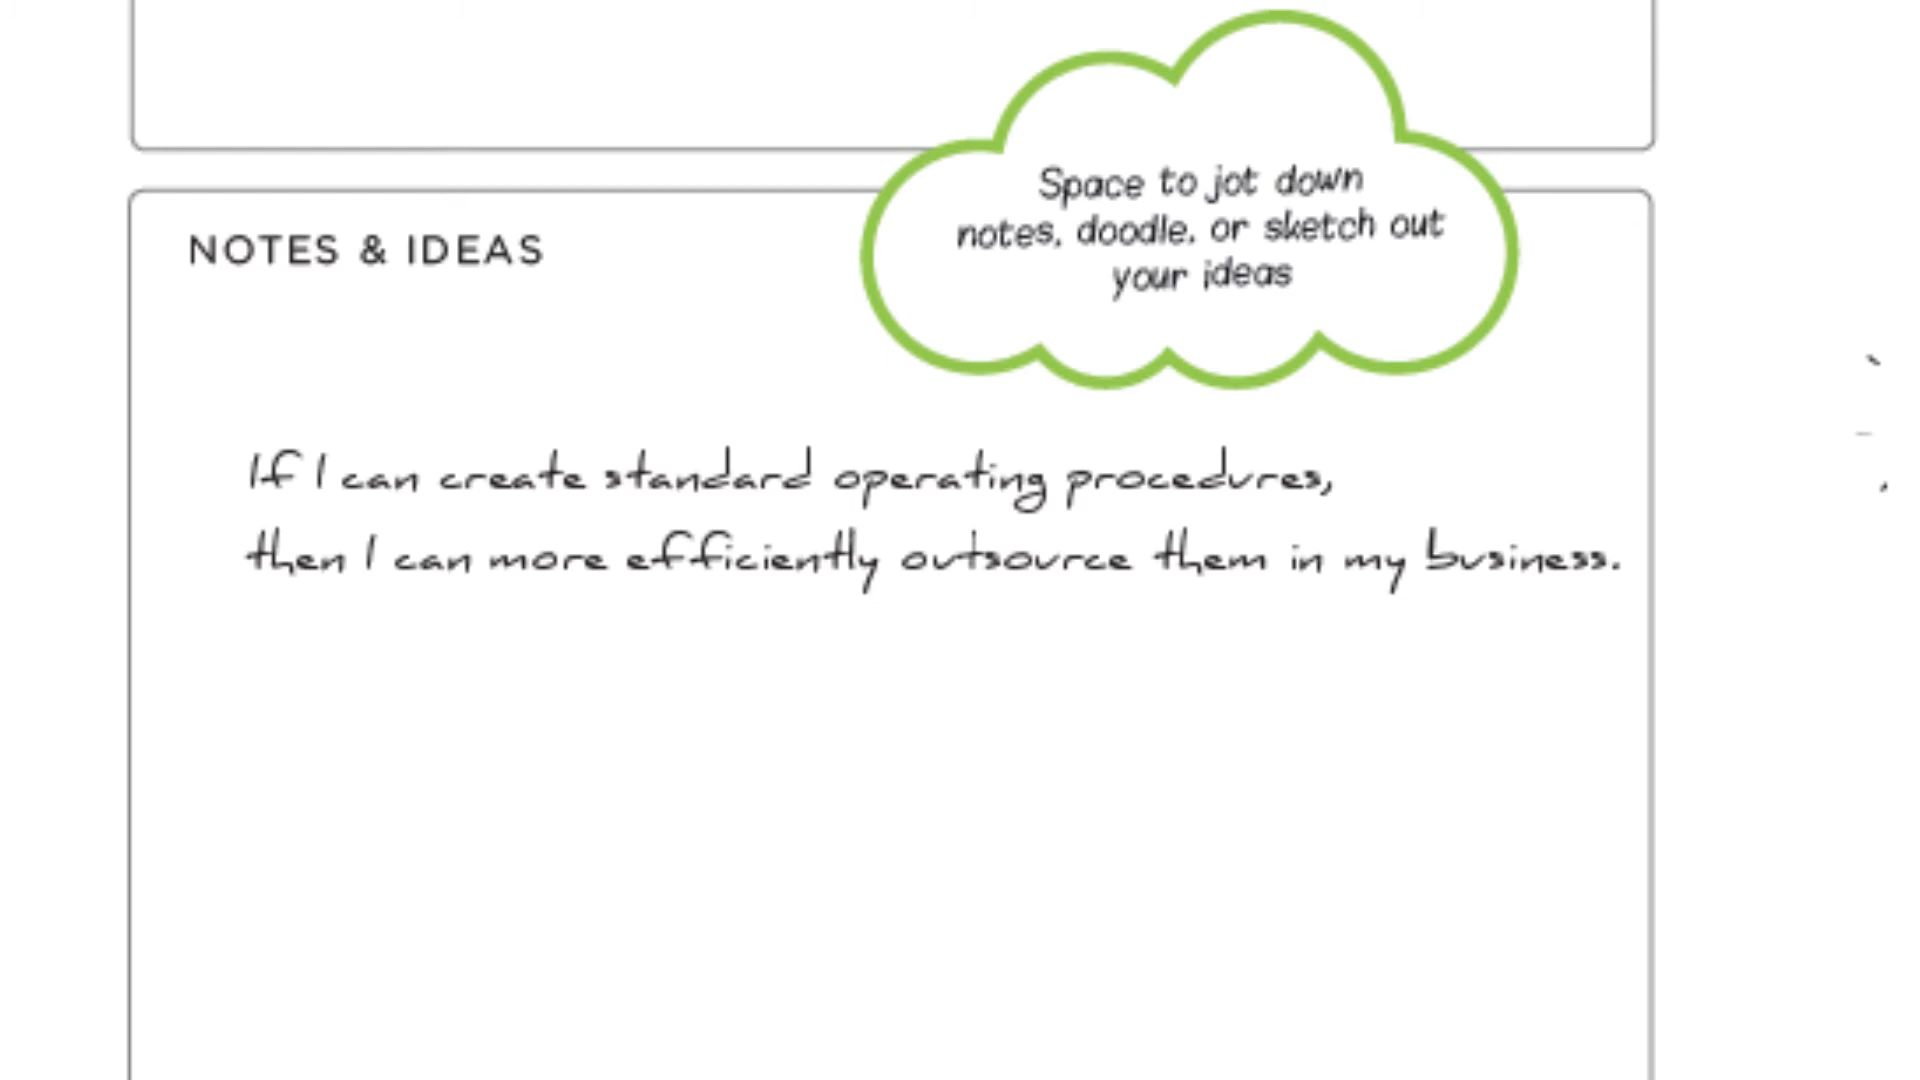 Space to jot down
notes, doodle, or sketch out
your ideas
NOTES & IDEAS
If I can create standard operating procedures,
then I can more efficiently outsource them in my business.